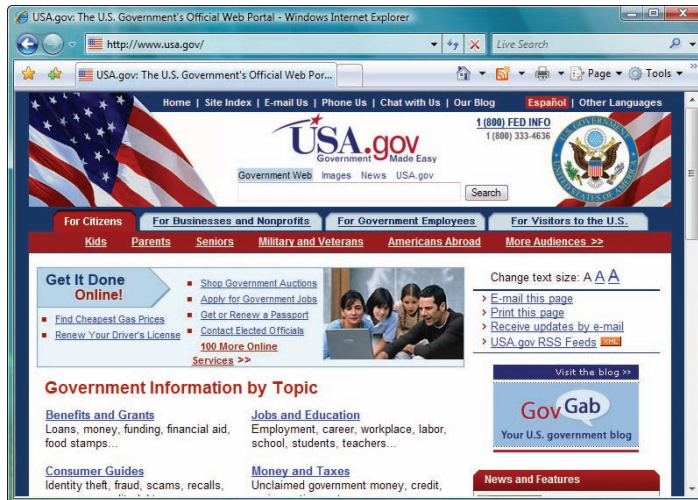 USA.gov: The U.S. Government's Official Web Portal - Windows Internet Explorer
http://www.usa.gov/
Live Search
USA.gov: The U.S. Government's Official Web Por...
Page Tools
Home | Site Index | E-mail Us | Phone Us | Chat with Us | Our Blog Español | Other Languages
USA.gov
Government Made Easy
1 (800) FED INFO
1 (800) 333-4636
Government Web Images News USA.gov
Search
For Citizens For Businesses and Nonprofits For Government Employees For Visitors to the U.S.
Kids Parents Seniors Military and Veterans Americans Abroad More Audiences >>
Get It Done
Online!
Find Cheapest Gas Prices
Renew Your Driver's License
Shop Government Auctions
Apply for Government Jobs
Get or Renew a Passport
Contact Elected Officials
100 More Online
Services >>
Change text size: A A A
E-mail this page
Print this page
Receive updates by e-mail
USA.gov RSS Feeds XML
Visit the blog >>
Gov Gab
Your U.S. government blog
News and Features
Government Information by Topic
Benefits and Grants
Loans, money, funding, financial aid,
food stamps...
Jobs and Education
Employment, career, workplace, labor,
school, students, teachers...
Consumer Guides
Identity theft, fraud, scams, recalls,
Money and Taxes
Unclaimed government money, credit,